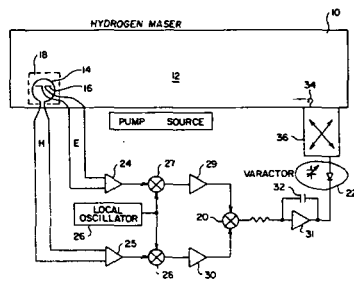 HYDROGEN MASER
10
18
14
16
12
34
PUMP SOURCE
36
H
E
24
27
29
VARACTOR
22
LOCAL
OSCILLATOR
26
20
32
31
25
26
30